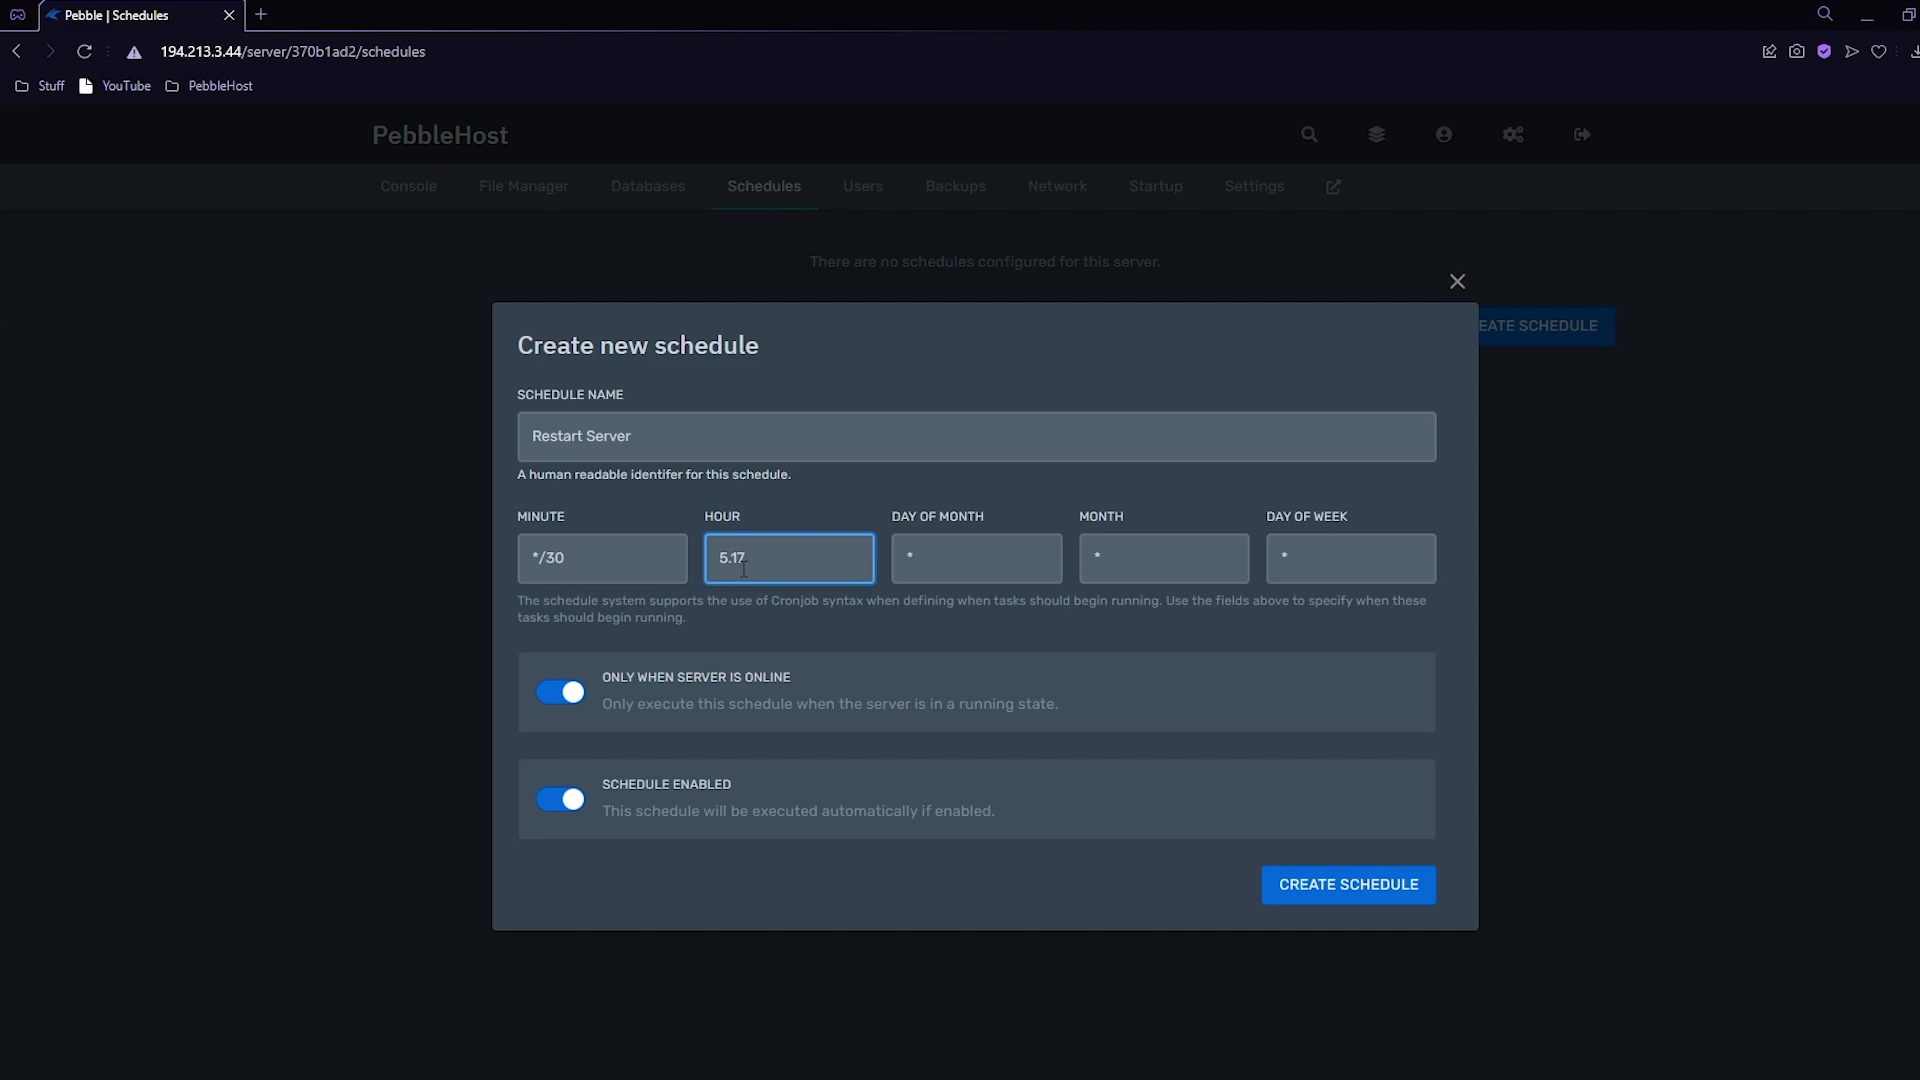 Pebble | Schedules
194.213.3.44/server/370b1ad2/schedules
Stuff YouTube PebbleHost
PebbleHost
Console File Manager Databases Schedules Users Backups Network Startup Settings
There are no schedules configured for this server.
EATE SCHEDULE
Create new schedule
SCHEDULE NAME
Restart Server
A human readable identifer for this schedule.
MINUTE HOUR DAY OF MONTH MONTH DAY OF WEEK
*/30 5.17 * * *
The schedule system supports the use of Cronjob syntax when defining when tasks should begin running. Use the fields above to specify when these
tasks should begin running.
ONLY WHEN SERVER IS ONLINE
Only execute this schedule when the server is in a running state.
SCHEDULE ENABLED
This schedule will be executed automatically if enabled.
CREATE SCHEDULE